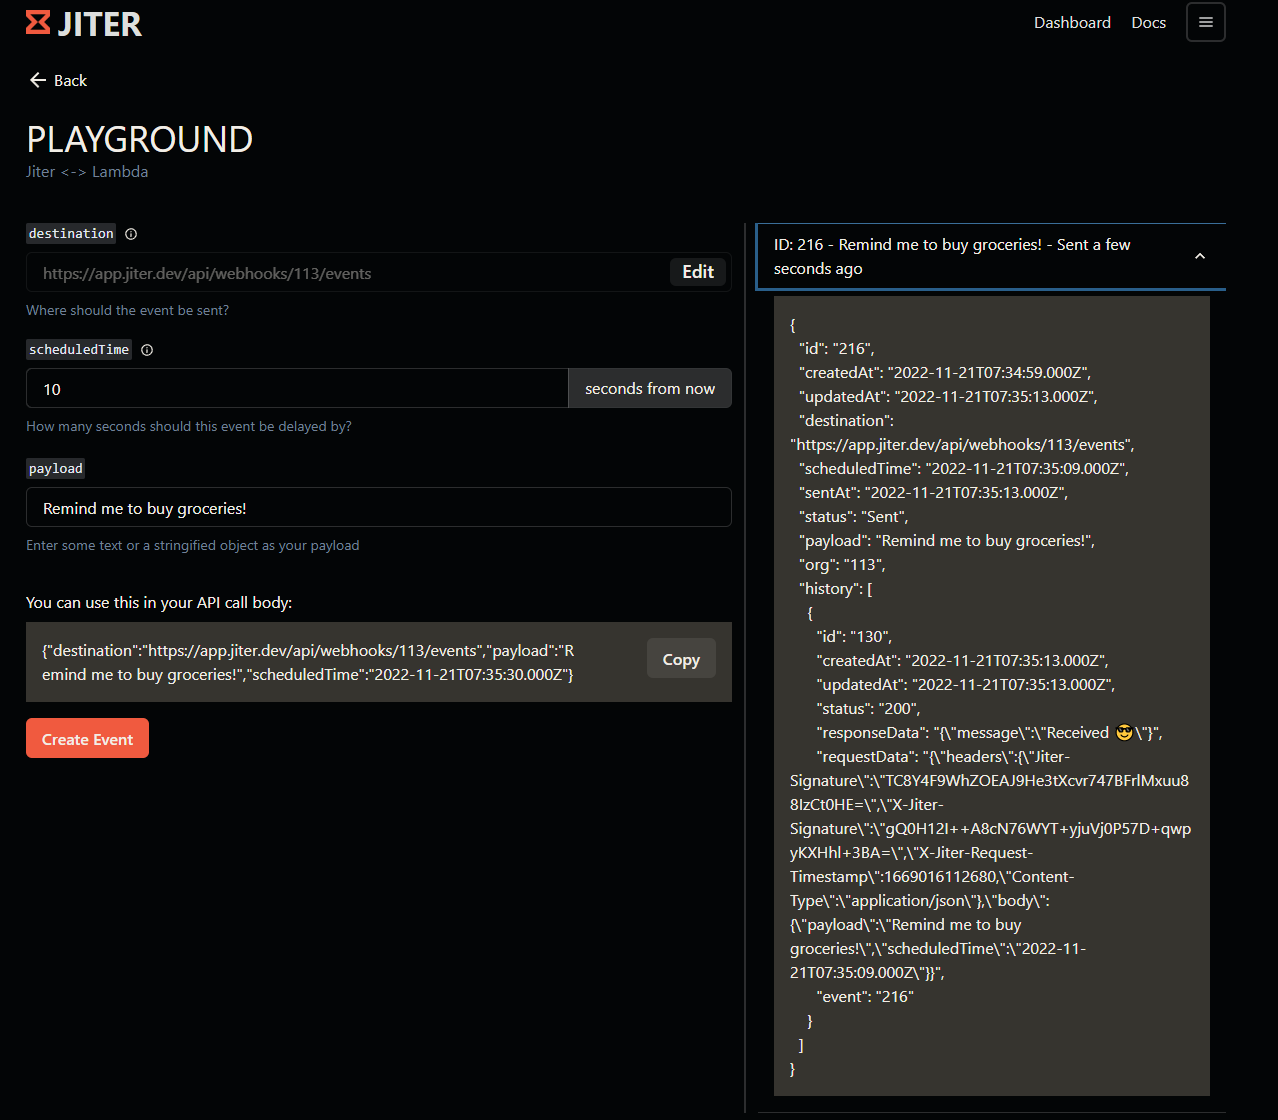 JITER
Dashboard
Docs
Back
PLAYGROUND
Jiter <-> Lambda
destination
https://app.jiter.dev/api/webhooks/113/events
Edit
Where should the event be sent?
scheduledTime
10
seconds from now
How many seconds should this event be delayed by?
payload
Remind me to buy groceries!
Enter some text or a stringified object as your payload
You can use this in your API call body:
{"destination":"https://app.jiter.dev/api/webhooks/113/events","payload":"R
emind me to buy groceries!","scheduledTime":"2022-11-21T07:35:30.000Z"}
Copy
Create Event
ID: 216 - Remind me to buy groceries! - Sent a few
seconds ago
{
"id": "216",
"createdAt": "2022-11-21T07:34:59.000Z",
"updatedAt": "2022-11-21T07:35:13.000Z",
"destination":
"https://app.jiter.dev/api/webhooks/113/events",
"scheduledTime": "2022-11-21T07:35:09.000Z",
"sentAt": "2022-11-21T07:35:13.000Z",
"status": "Sent",
"payload": "Remind me to buy groceries!",
"org": "113",
"history": [
{
"id": "130",
"createdAt": "2022-11-21T07:35:13.000Z",
"updatedAt": "2022-11-21T07:35:13.000Z",
"status": "200",
"responseData": "{\"message\":\"Received 😎\"}",
"requestData": "{\"headers\":{\"Jiter-
Signature\":\"TC8Y4F9WhZOEAJ9He3tXcvr747BFrlMxuu8
8IzCt0HE=\",\"X-Jiter-
Signature\":\"gQ0H12I++A8cN76WYT+yjuVj0P57D+qwp
yKXHhl+3BA=\",\"X-Jiter-Request-
Timestamp\":1669016112680,\"Content-
Type\":\"application/json\"},\"body\":
{\"payload\":\"Remind me to buy
groceries!\",\"scheduledTime\":\"2022-11-
21T07:35:09.000Z\"}}",
"event": "216"
}
]
}